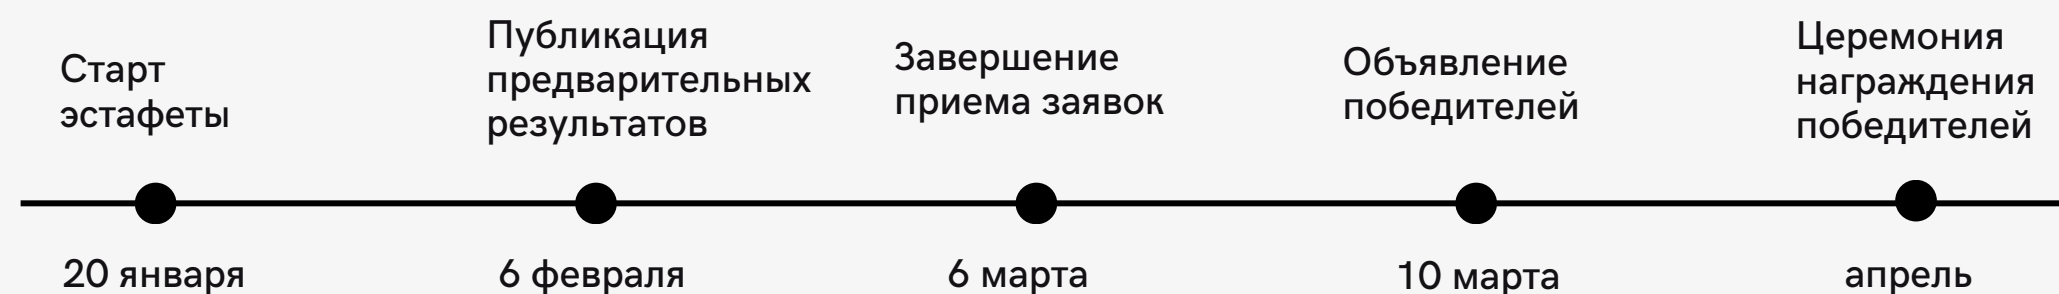 Старт
эстафеты
Публикация
предварительных
результатов
Завершение
приема заявок
Объявление
победителей
Церемония
награждения
победителей
20 января
6 февраля
6 марта
10 марта
апрель